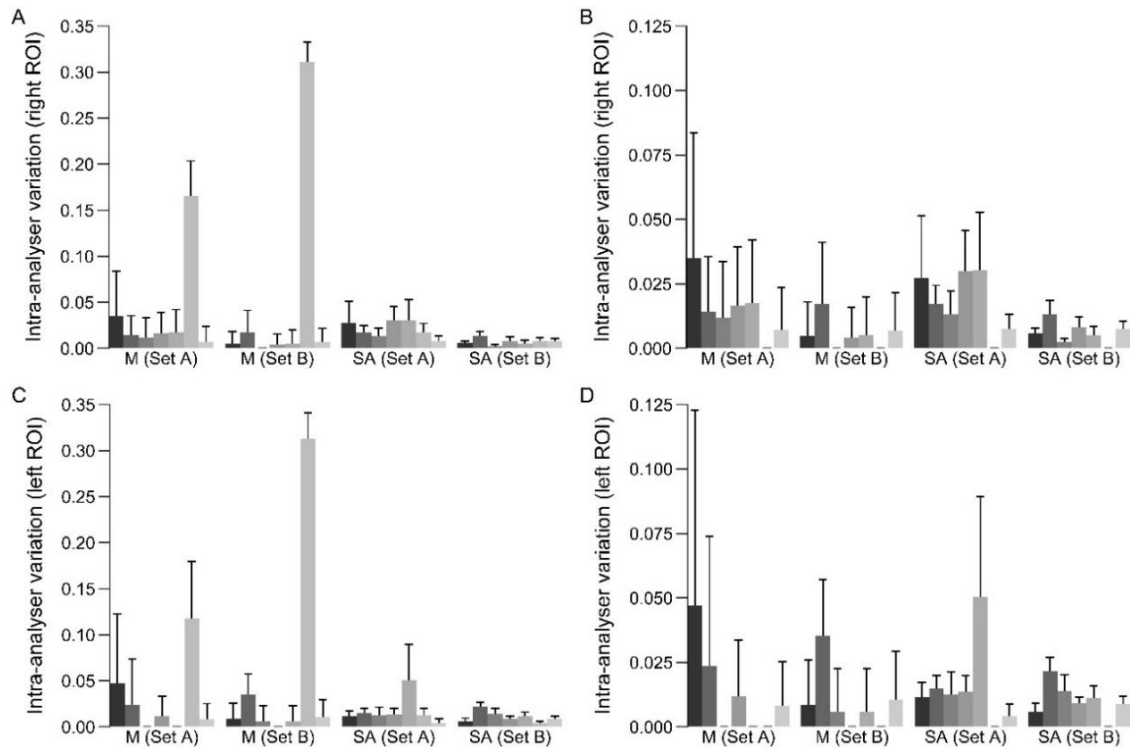 A
Intra-analyser variation (right ROI)
0.35
0.30
0.35
0.20
0.15
0.10
0.05
0.00
M (Set A)
M (Set B)
SA (Set A)
SA (Set B)
B
Intra-analyser variation (right ROI)
0.125
0.100
0.075
0.050
0.025
0.000
M (Set A)
M (Set B)
SA (Set A)
SA (Set B)
C
Intra-analyser variation (left ROI)
0.35
0.30
0.35
0.20
0.15
0.10
0.05
0.00
M (Set A)
M (Set B)
SA (Set A)
SA (Set B)
D
Intra-analyser variation (left ROI)
0.125
0.100
0.075
0.050
0.025
0.000
M (Set A)
M (Set B)
SA (Set A)
SA (Set B)